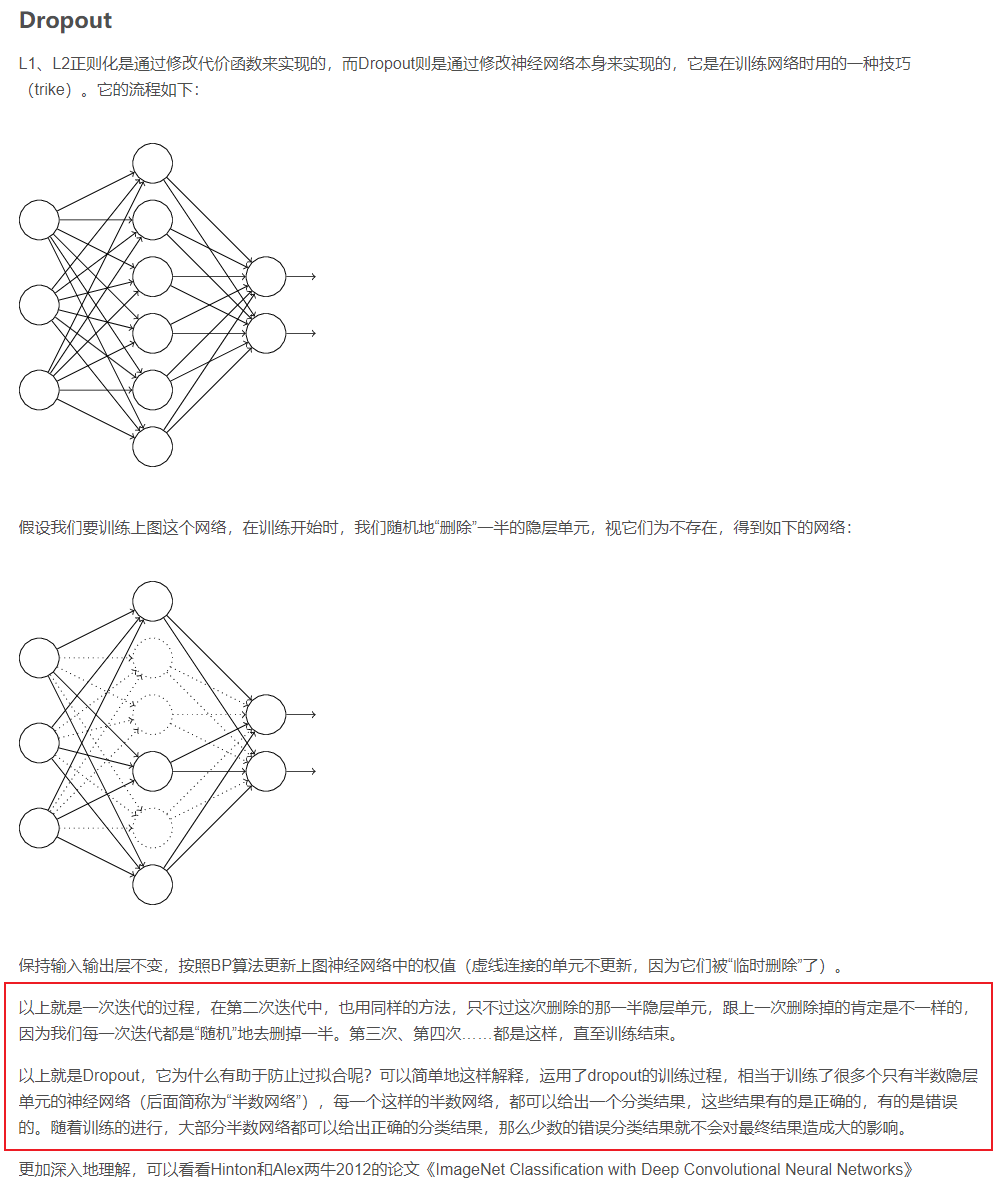 Dropout
L1、L2正则化是通过修改代价函数来实现的，而Dropout则是通过修改神经网络本身来实现的，它是在训练网络时用的一种技巧
（trike）。它的流程如下：
假设我们要训练上图这个网络，在训练开始时，我们随机地“删除”一半的隐层单元，视它们为不存在，得到如下的网络：
保持输入输出层不变，按照BP算法更新上图神经网络中的权值（虚线连接的单元不更新，因为它们被“临时删除”了）。
以上就是一次迭代的过程，在第二次迭代中，也用同样的方法，只不过这次删除的那一半隐层单元，跟上一次删除掉的肯定是不一样的，
因为我们每一次迭代都是“随机”地去删掉一半。第三次、第四次……都是这样，直至训练结束。
以上就是Dropout，它为什么有助于防止过拟合呢？可以简单地这样解释，运用了dropout的训练过程，相当于训练了很多个只有半数隐层
单元的神经网络（后面简称为“半数网络”），每一个这样的半数网络，都可以给出一个分类结果，这些结果有的是正确的，有的是错误
的。随着训练的进行，大部分半数网络都可以给出正确的分类结果，那么少数的错误分类结果就不会对最终结果造成大的影响。
更加深入地理解，可以看看Hinton和Alex两牛2012的论文《ImageNet Classification with Deep Convolutional Neural Networks》